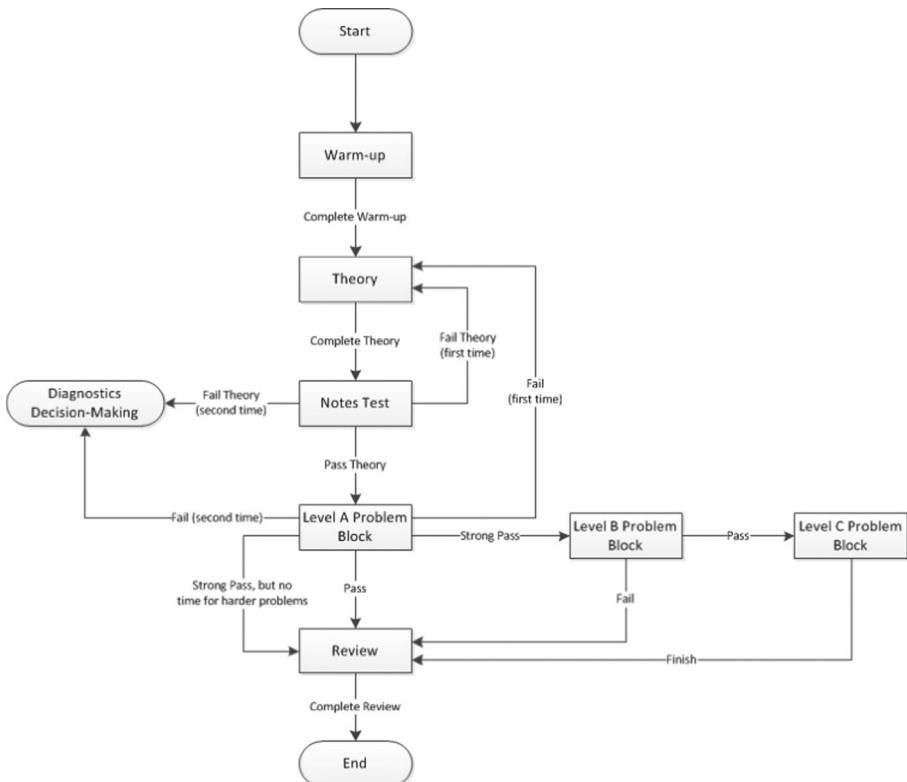 Start
Warm-up
Complete Warm-up
Theory
Complete Theory
Fail Theory
(first time)
Fail
(first time)
Diagnostics
Decision-Making
Fail Theory
(second time)
Notes Test
Pass Theory
Fail (second time)
Level A Problem
Block
Strong Pass
Level B Problem
Block
Pass
Level C Problem
Block
Strong Pass, but no
time for harder problems
Pass
Fail
Review
Finish
Complete Review
End